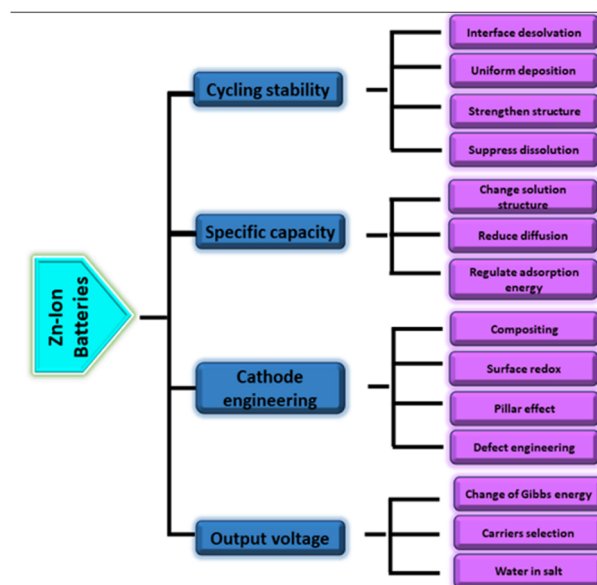 Zn-Ion
Batteries
Cycling stability
Interface desolvation
Uniform deposition
Strengthen structure
Suppress dissolution
Specific capacity
Change solution
structure
Reduce diffusion
Regulate adsorption
energy
Cathode
engineering
Compositing
Surface redox
Pillar effect
Defect engineering
Output voltage
Change of Gibbs energy
Carriers selection
Water in salt